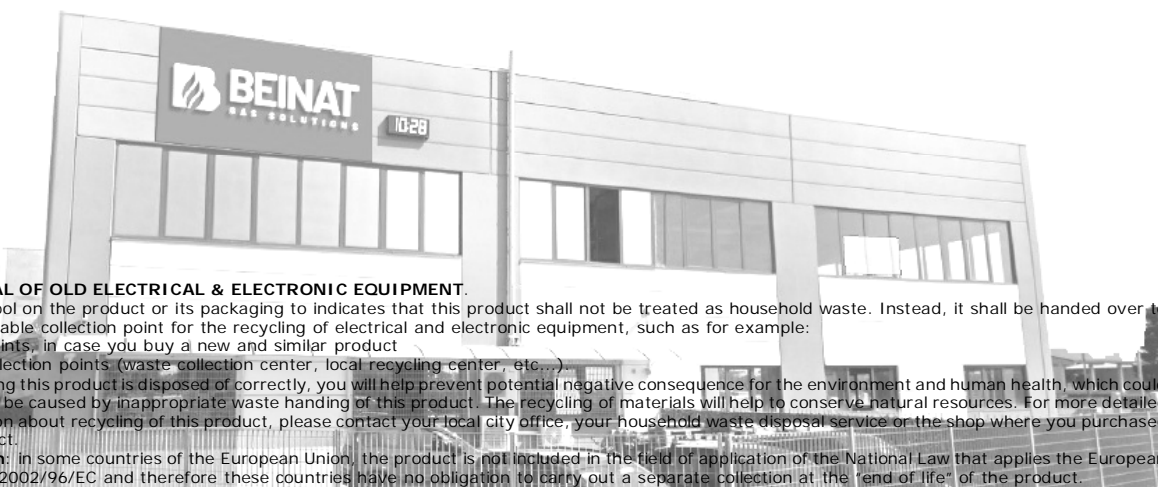 BEINAT
GAS SOLUTIONS
10:28
AL OF OLD ELECTRICAL & ELECTRONIC EQUIPMENT.
ol on the product or its packaging to indicates that this product shall not be treated as household waste. Instead, it shall be handed over t
able collection point for the recycling of electrical and electronic equipment, such as for example:
ints, in case you buy a new and similar product
lection points (waste collection center, local recycling center, etc...).
ng this product is disposed of correctly, you will help prevent potential negative consequence for the environment and human health, which coul
be caused by inappropriate waste handing of this product. The recycling of materials will help to conserve natural resources. For more detaile
on about recycling of this product, please contact your local city office, your household waste disposal service or the shop where you purchase
ct.
n: in some countries of the European Union, the product is not included in the field of application of the National Law that applies the European
2002/96/EC and therefore these countries have no obligation to carry out a separate collection at the "end of life" of the product.